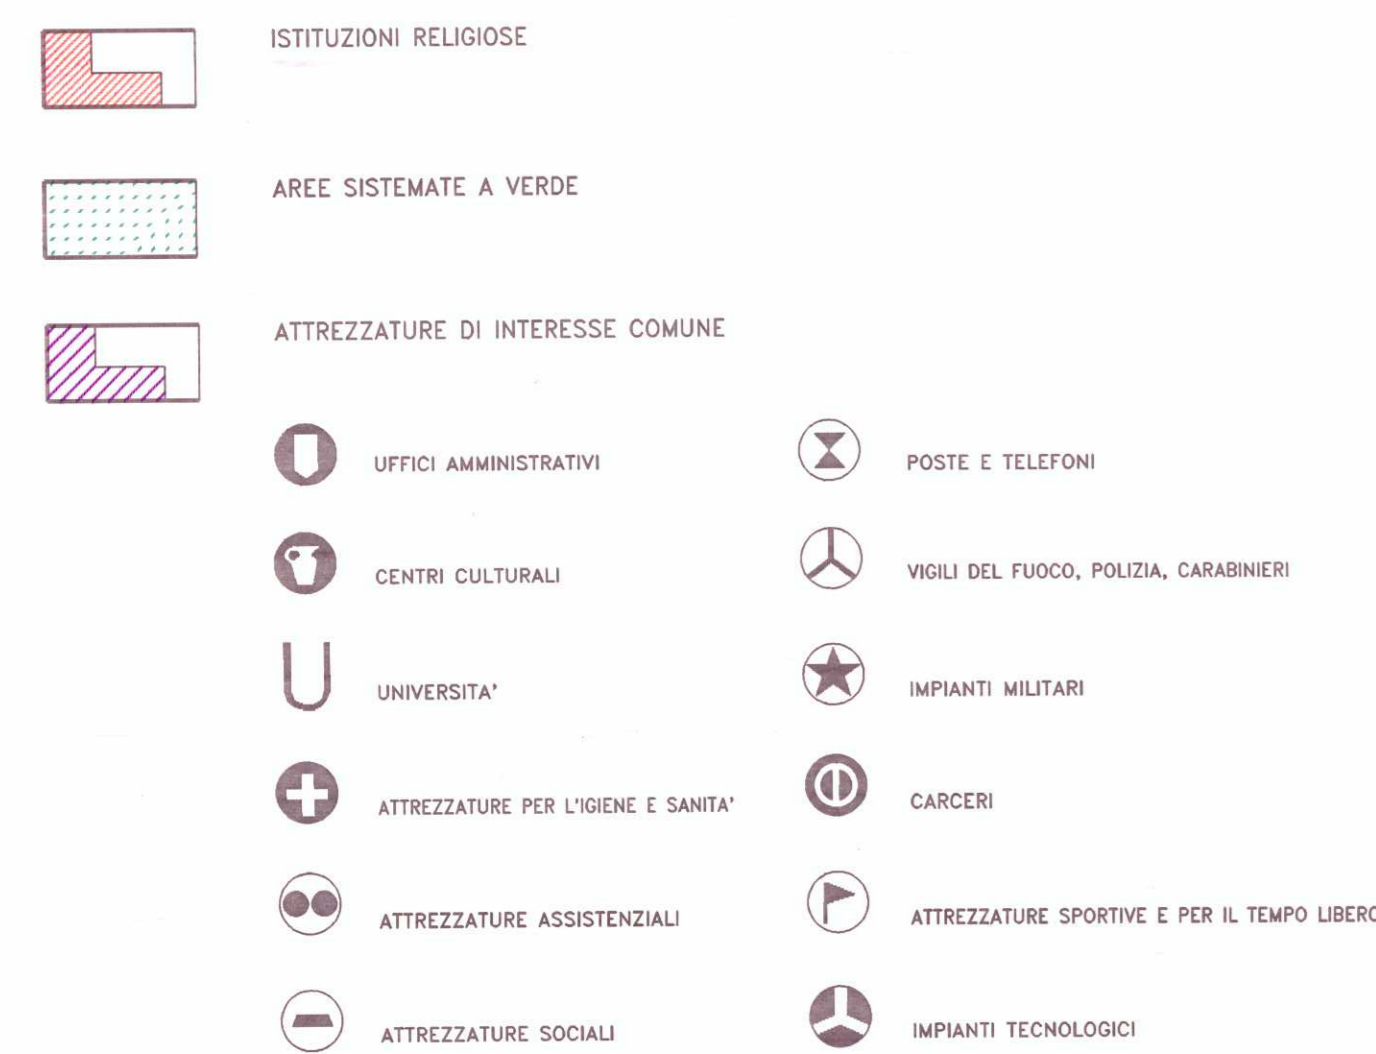 ISTITUZIONI RELIGIOSE
AREE SISTEMATE A VERDE
ATTREZZATURE DI INTERESSE COMUNE
UFFICI AMMINISTRATIVI
POSTE E TELEFONI
CENTRI CULTURALI
VIGILI DEL FUOCO, POLIZIA, CARABINIERI
UNIVERSITA'
IMPIANTI MILITARI
ATTREZZATURE PER L'IGIENE E SANITA'
CARCERI
ATTREZZATURE ASSISTENZIALI
ATTREZZATURE SPORTIVE E PER IL TEMPO LIBERO
ATTREZZATURE SOCIALI
IMPIANTI TECNOLOGICI